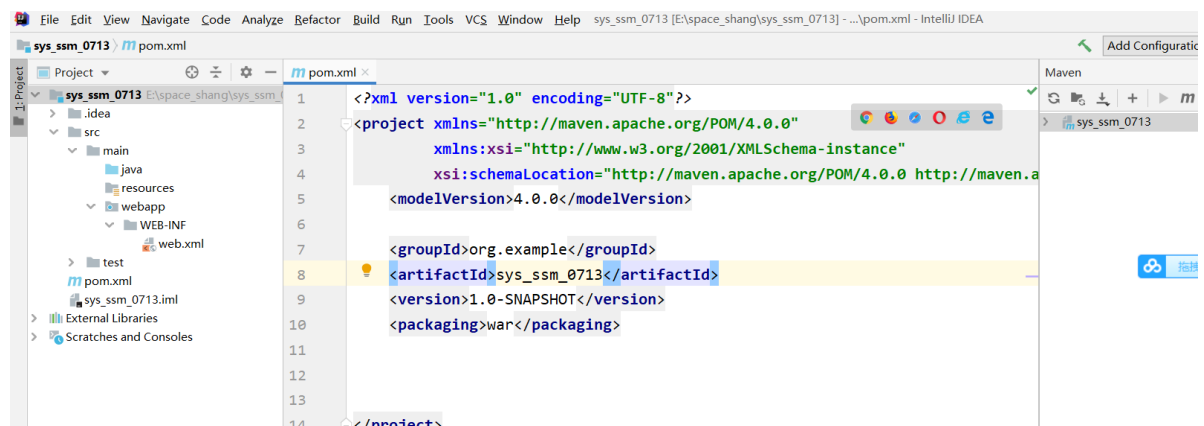 File Edit View Navigate Code Analyze Refactor Build Run Tools VCS Window Help sys_ssm_0713 [E:\space_shang\sys_ssm_0713] - ...\pom.xml - IntelliJ IDEA
sys_ssm_0713 pom.xml
Add Configuratio
1: Project
Project
pom.xml
Maven
sys_ssm_0713 E:\space_shang\sys_ssm_
.idea
src
main
java
resources
webapp
WEB-INF
web.xml
test
pom.xml
sys_ssm_0713.iml
External Libraries
Scratches and Consoles
1 <?xml version="1.0" encoding="UTF-8"?>
2 <project xmlns="http://maven.apache.org/POM/4.0.0"
3 xmlns:xsi="http://www.w3.org/2001/XMLSchema-instance"
4 xsi:schemaLocation="http://maven.apache.org/POM/4.0.0 http://maven.a
5 <modelVersion>4.0.0</modelVersion>
6
7 <groupId>org.example</groupId>
8 <artifactId>sys_ssm_0713</artifactId>
9 <version>1.0-SNAPSHOT</version>
10 <packaging>war</packaging>
11
12
13
14 </project>
sys_ssm_0713